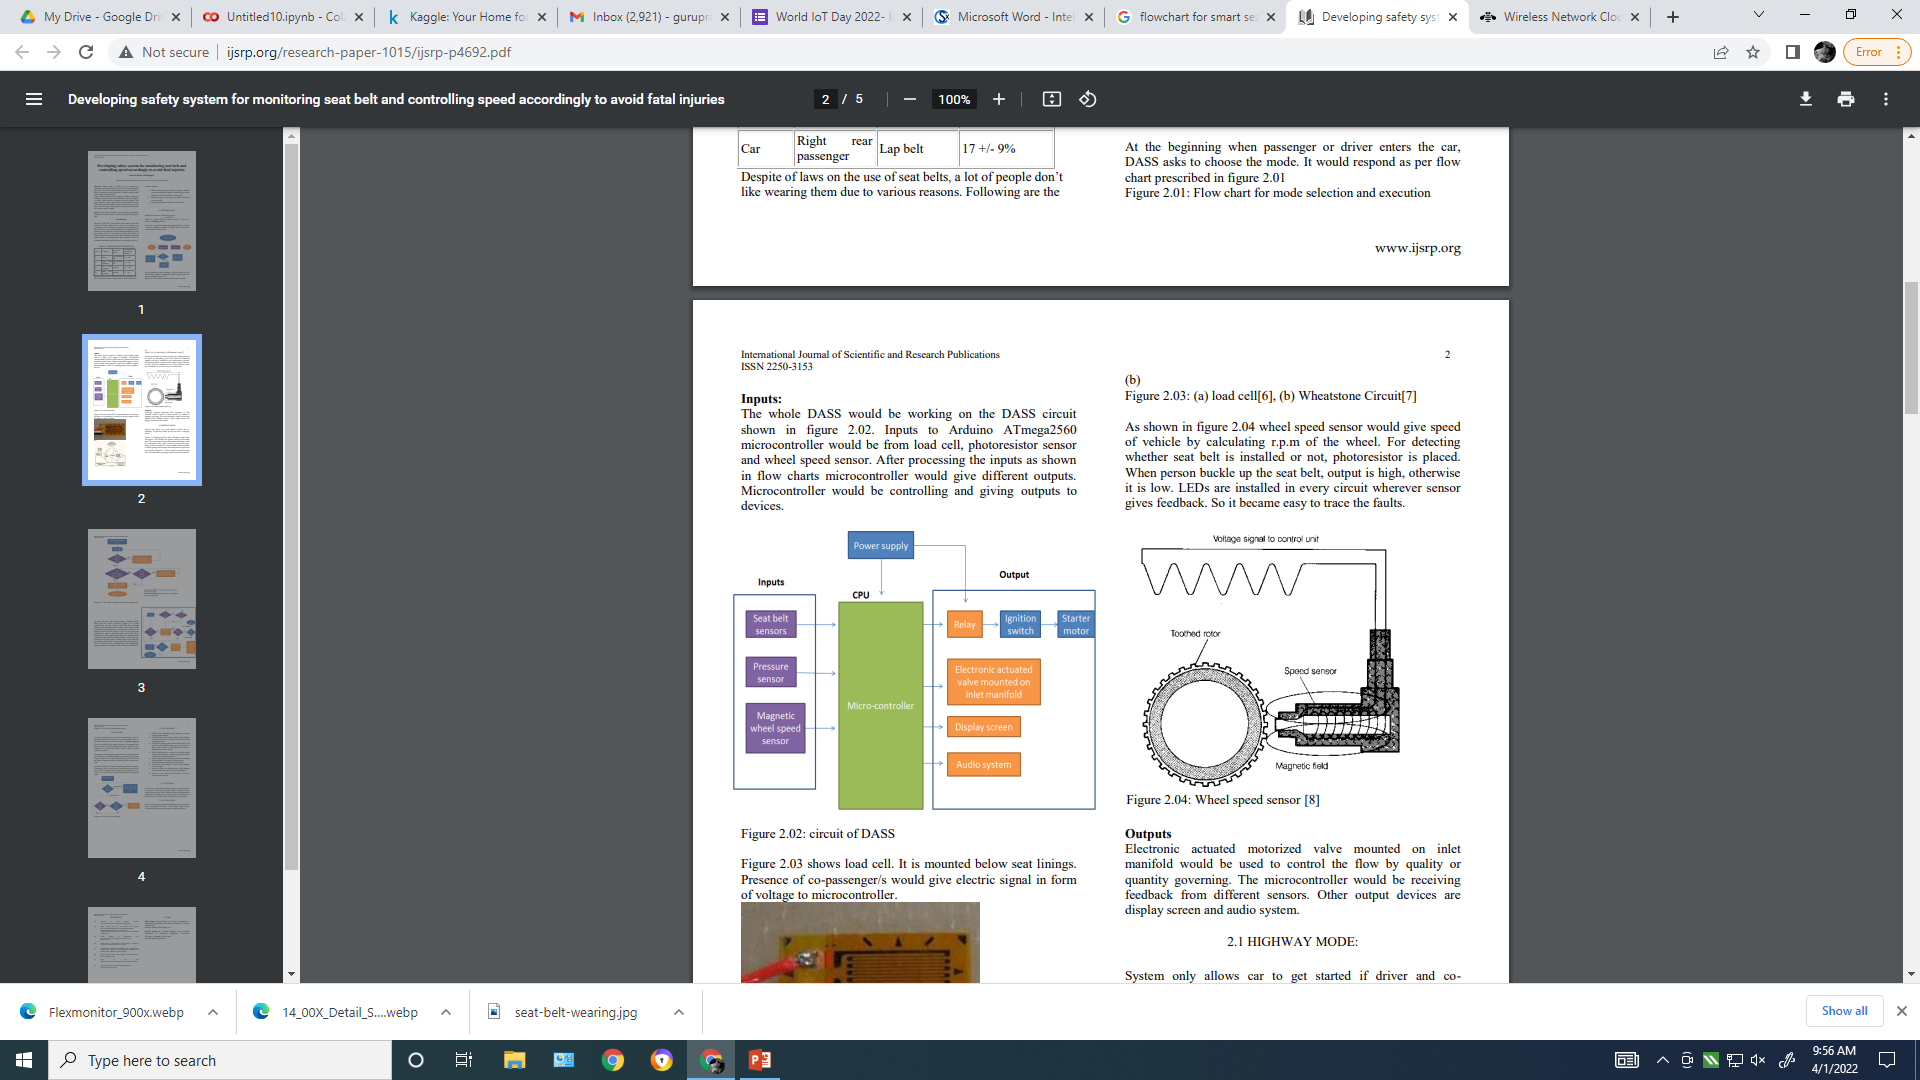 My Drive - Google Dri
Untitled10.ipynb - Col
Kaggle: Your Home fo
Inbox (2,921) - gurupr
World IoT Day 2022- I
Microsoft Word - Intel
flowchart for smart se
Developing safety syst
Wireless Network Clou
Not secure
ijsrp.org/research-paper-1015/ijsrp-p4692.pdf
Error
Developing safety system for monitoring seat belt and controlling speed accordingly to avoid fatal injuries
2 / 5
100%
1
2
3
4
Car
Right rear
passenger
Lap belt
17 +/- 9%
Despite of laws on the use of seat belts, a lot of people don't
like wearing them due to various reasons. Following are the
At the beginning when passenger or driver enters the car,
DASS asks to choose the mode. It would respond as per flow
chart prescribed in figure 2.01
Figure 2.01: Flow chart for mode selection and execution
www.ijsrp.org
International Journal of Scientific and Research Publications
ISSN 2250-3153
2
Inputs:
The whole DASS would be working on the DASS circuit
shown in figure 2.02. Inputs to Arduino ATmega2560
microcontroller would be from load cell, photoresistor sensor
and wheel speed sensor. After processing the inputs as shown
in flow charts microcontroller would give different outputs.
Microcontroller would be controlling and giving outputs to
devices.
Power supply
Inputs
CPU
Output
Seat belt
sensors
Pressure
sensor
Magnetic
wheel speed
sensor
Micro-controller
Relay
Ignition
switch
Starter
motor
Electronic actuated
valve mounted on
inlet manifold
Display screen
Audio system
Figure 2.02: circuit of DASS
Figure 2.03 shows load cell. It is mounted below seat linings.
Presence of co-passenger/s would give electric signal in form
of voltage to microcontroller.
(b)
Figure 2.03: (a) load cell[6], (b) Wheatstone Circuit[7]
As shown in figure 2.04 wheel speed sensor would give speed
of vehicle by calculating r.p.m of the wheel. For detecting
whether seat belt is installed or not, photoresistor is placed.
When person buckle up the seat belt, output is high, otherwise
it is low. LEDs are installed in every circuit wherever sensor
gives feedback. So it became easy to trace the faults.
Voltage signal to control unit
Toothed rotor
Speed sensor
Magnetic field
Figure 2.04: Wheel speed sensor [8]
Outputs
Electronic actuated motorized valve mounted on inlet
manifold would be used to control the flow by quality or
quantity governing. The microcontroller would be receiving
feedback from different sensors. Other output devices are
display screen and audio system.
2.1 HIGHWAY MODE:
System only allows car to get started if driver and co-
Flexmonitor_900x.webp
14_00X_Detail_S....webp
seat-belt-wearing.jpg
Show all
Type here to search
9:56 AM
4/1/2022